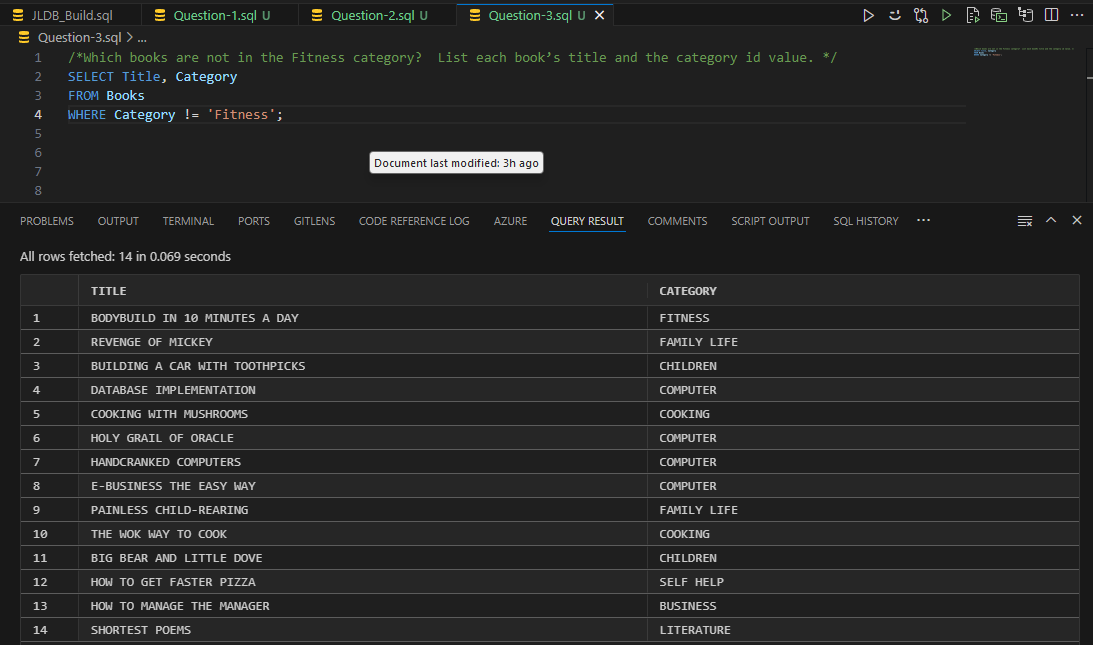 JLDB_Build.sql Question-1.sql U Question-2.sql U Question-3.sql U
Question-3.sql > ...
1 /*Which books are not in the Fitness category?  List each book’s title and the category id value. */
2 SELECT Title, Category
3 FROM Books
4 WHERE Category != 'Fitness';
5
6
Document last modified: 3h ago
7
8
PROBLEMS OUTPUT TERMINAL PORTS GITLENS CODE REFERENCE LOG AZURE QUERY RESULT COMMENTS SCRIPT OUTPUT SQL HISTORY ...
All rows fetched: 14 in 0.069 seconds
TITLE CATEGORY
1 BODYBUILD IN 10 MINUTES A DAY FITNESS
2 REVENGE OF MICKEY FAMILY LIFE
3 BUILDING A CAR WITH TOOTHPICKS CHILDREN
4 DATABASE IMPLEMENTATION COMPUTER
5 COOKING WITH MUSHROOMS COOKING
6 HOLY GRAIL OF ORACLE COMPUTER
7 HANDCRANKED COMPUTERS COMPUTER
8 E-BUSINESS THE EASY WAY COMPUTER
9 PAINLESS CHILD-REARING FAMILY LIFE
10 THE WOK WAY TO COOK COOKING
11 BIG BEAR AND LITTLE DOVE CHILDREN
12 HOW TO GET FASTER PIZZA SELF HELP
13 HOW TO MANAGE THE MANAGER BUSINESS
14 SHORTEST POEMS LITERATURE